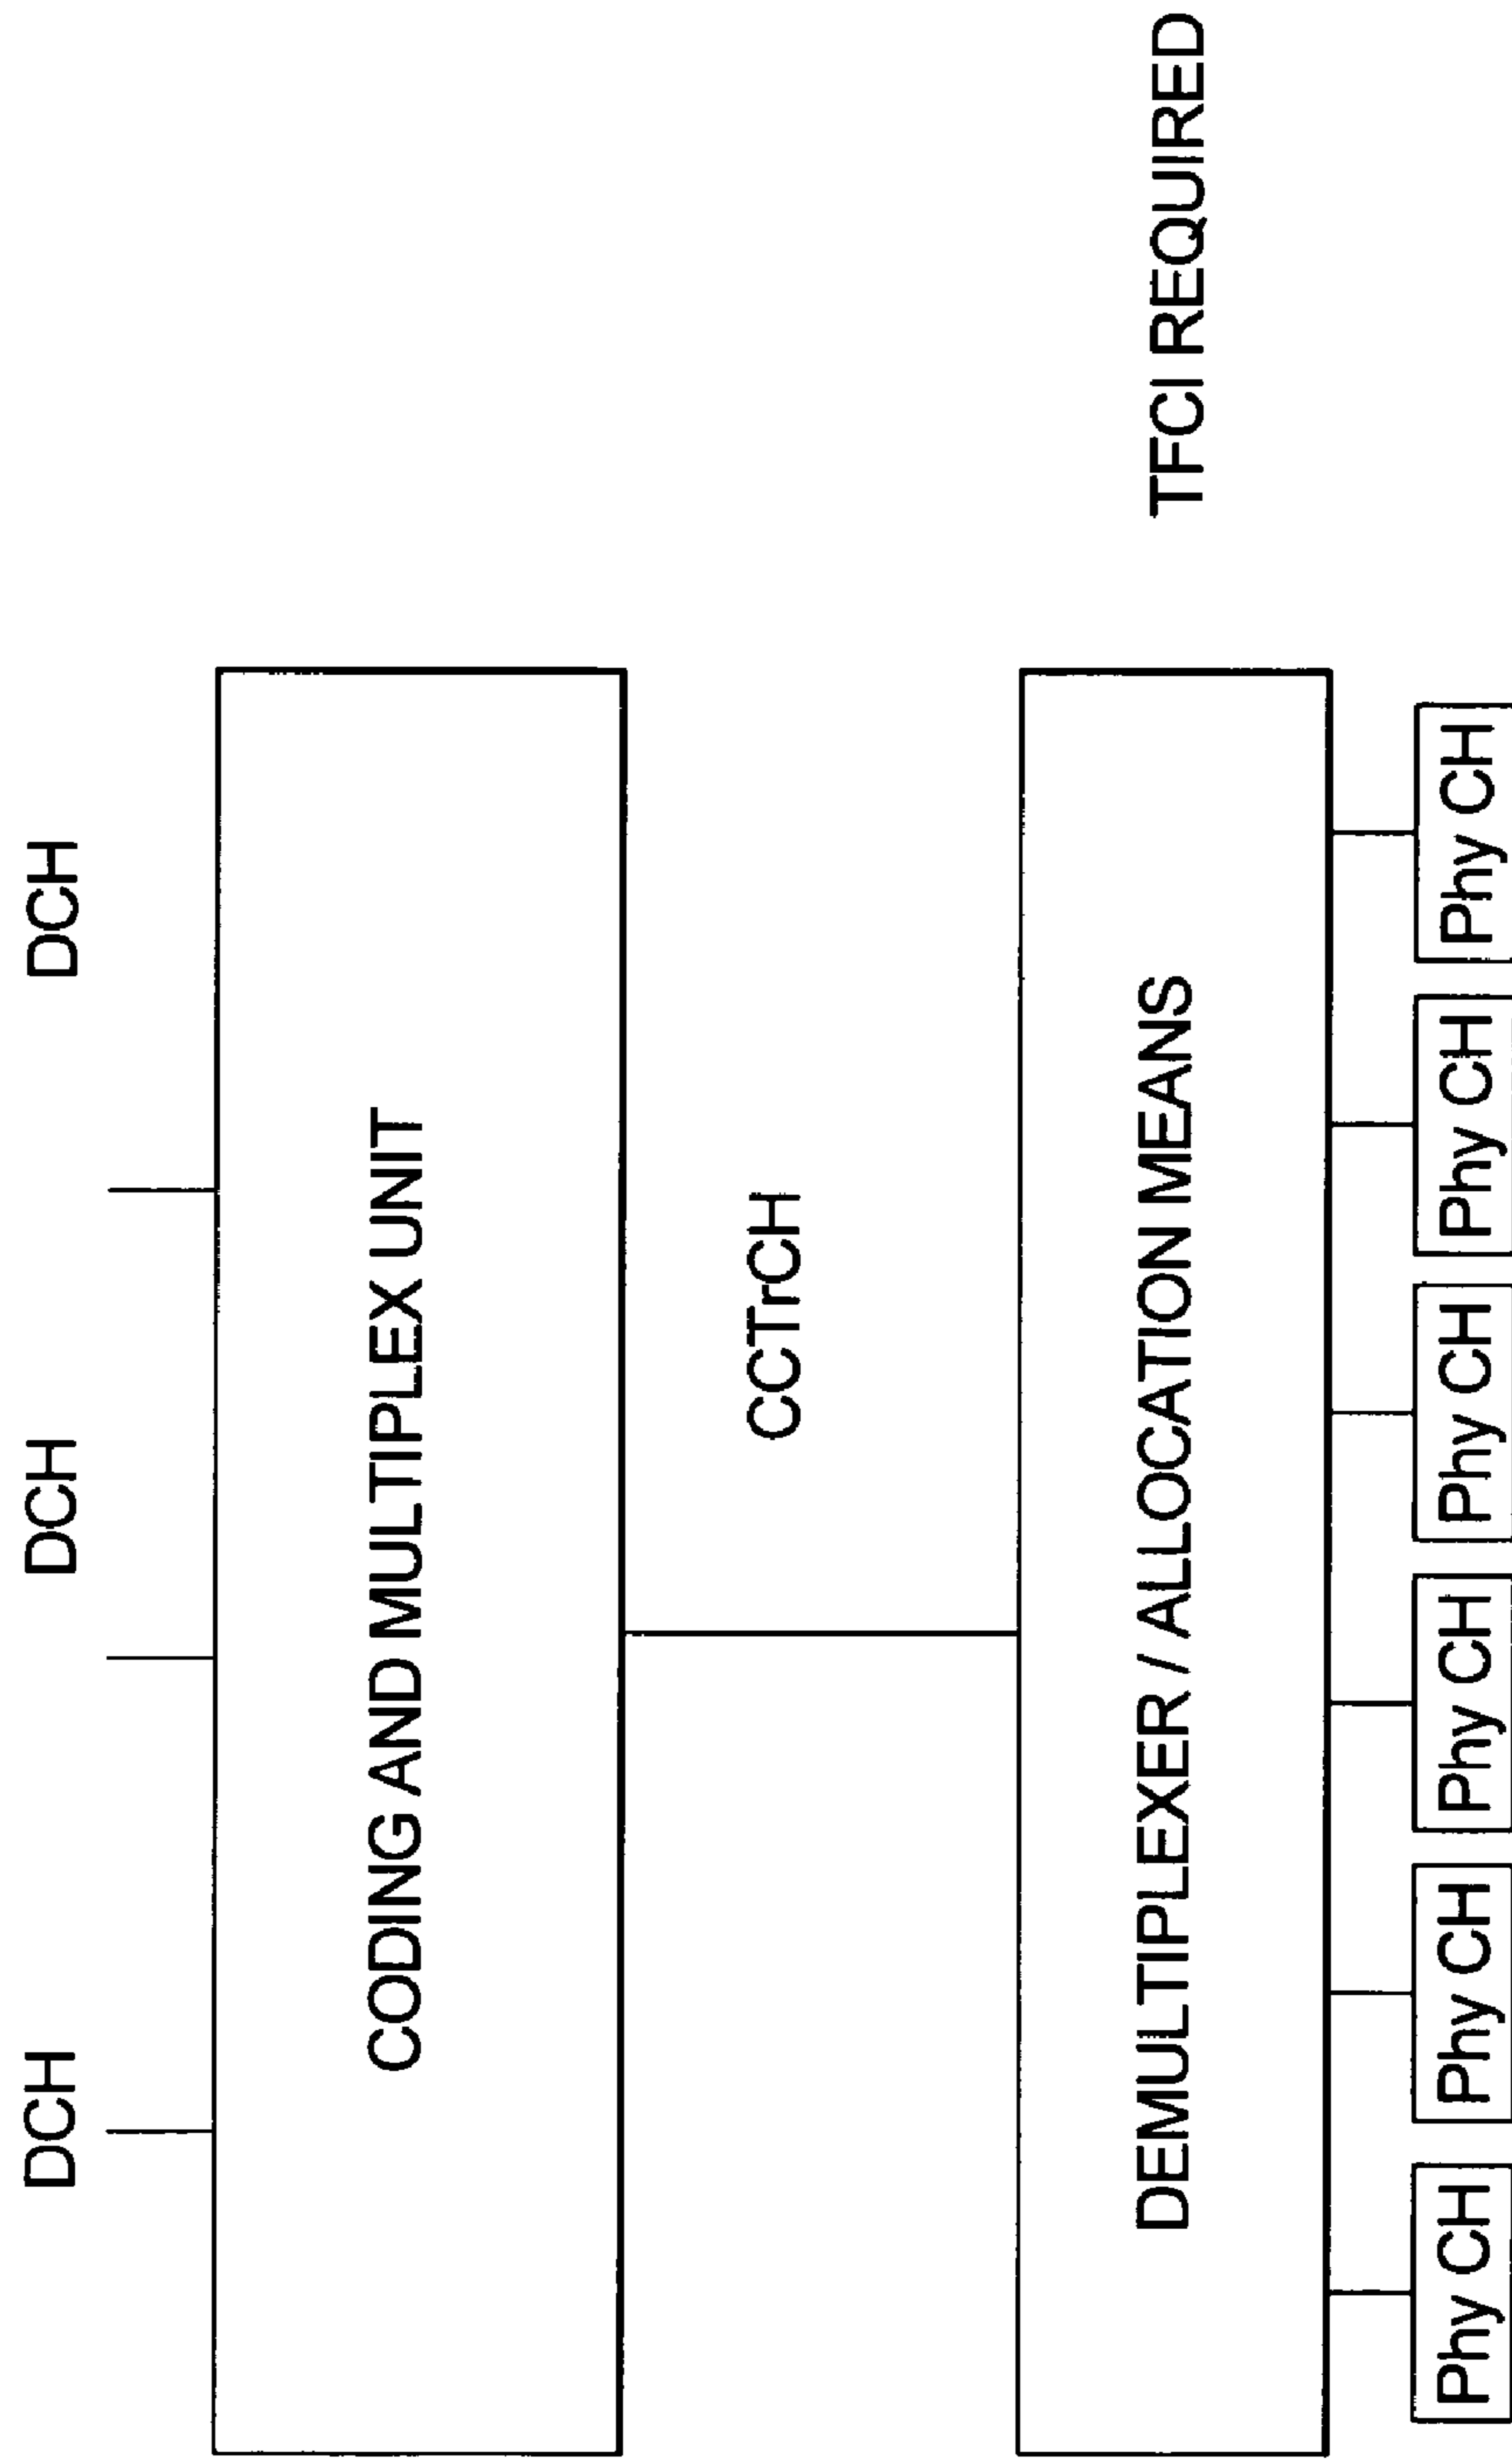 DCH
DCH
DCH
CODING AND MULTIPLEX UNIT
CCTrCH
DEMULTIPLEXER / ALLOCATION MEANS
TFCI REQUIRED
Phy CH
Phy CH
Phy CH
Phy CH
Phy CH
Phy CH